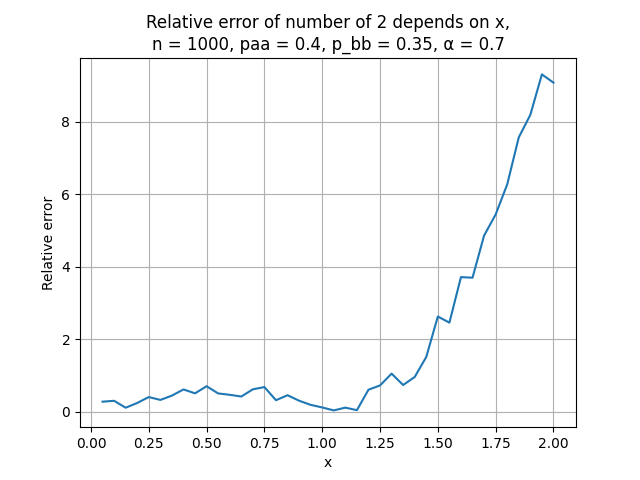 Relative error of number of 2 depends on x,
n = 1000, paa = 0.4, p_bb = 0.35, α = 0.7
Relative error
8
6
4
2
0
0.00 0.25 0.50 0.75 1.00 1.25 1.50 1.75 2.00
x